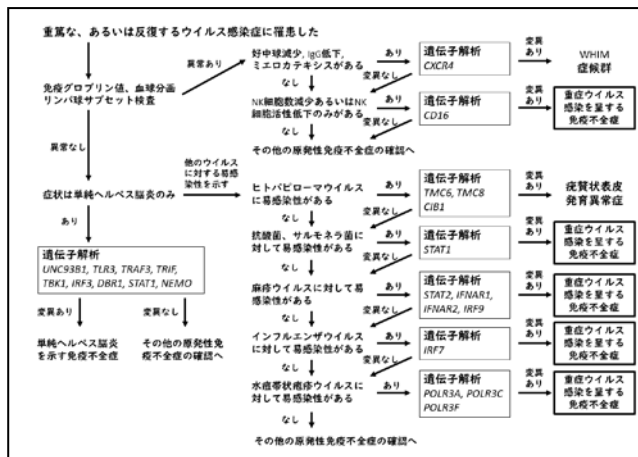 重篤な、あるいは反復するウイルス感染症に罹患した
異常あり
好中球減少, IgG低下,
ミエロカテキシスがある
あり
遺伝子解析
CXCR4
変異
あり
WHIM
症候群
免疫グロブリン値、血球分画
リンパ球サブセット検査
なし
変異なし
NK細胞数減少あるいはNK
細胞活性低下のみがある
あり
遺伝子解析
CD16
変異
あり
重症ウイルス
感染を呈する
免疫不全症
なし
変異なし
その他の原発性免疫不全症の確認へ
異常なし
他のウイルス
に対する易感
染性を示す
症状は単純ヘルペス脳炎のみ
ヒトパピローマウイルス
に易感染性がある
あり
遺伝子解析
TMC6, TMC8
CIB1
変異
あり
疣贅状表皮
発育異常症
あり
なし
変異なし
抗酸菌、サルモネラ菌に
対して易感染性がある
あり
遺伝子解析
STAT1
変異
あり
重症ウイルス
感染を呈する
免疫不全症
遺伝子解析
UNC93B1, TLR3, TRAF3, TRIF,
TBK1, IRF3, DBR1, STAT1, NEMO
なし
変異なし
麻疹ウイルスに対して易
感染性がある
あり
遺伝子解析
STAT2, IFNAR1,
IFNAR2, IRF9
変異
あり
重症ウイルス
感染を呈する
免疫不全症
変異あり
変異なし
なし
変異なし
単純ヘルペス脳炎
を示す免疫不全症
その他の原発性免
疫不全症の確認へ
インフルエンザウイルス
に対して易感染性がある
あり
遺伝子解析
IRF7
変異
あり
重症ウイルス
感染を呈する
免疫不全症
なし
変異なし
水痘帯状疱疹ウイルスに
対して易感染性がある
あり
遺伝子解析
POLR3A, POLR3C
POLR3F
変異
あり
重症ウイルス
感染を呈する
免疫不全症
なし
その他の原発性免疫不全症の確認へ